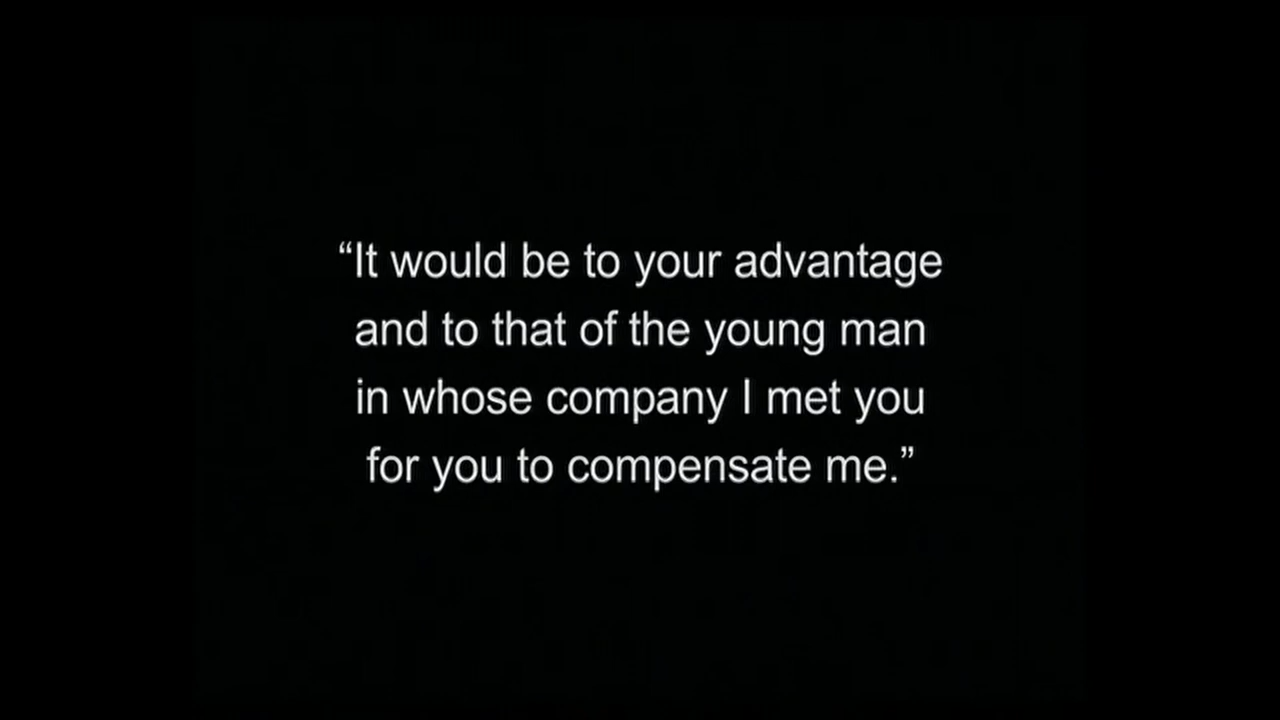 “It would be to your advantage
and to that of the young man
in whose company I met you
for you to compensate me.”